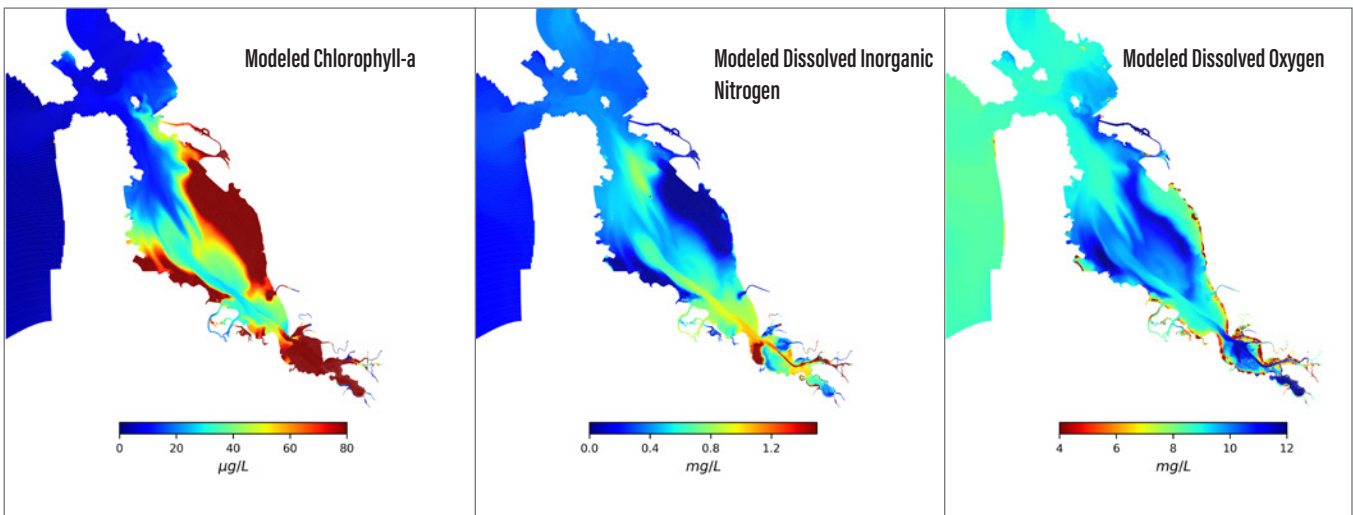 Modeled Chlorophyll-a
0 20 40 60 80
µg/L
Modeled Dissolved Inorganic
Nitrogen
0.0 0.4 0.8 1.2
mg/L
Modeled Dissolved Oxygen
4 6 8 10 12
mg/L